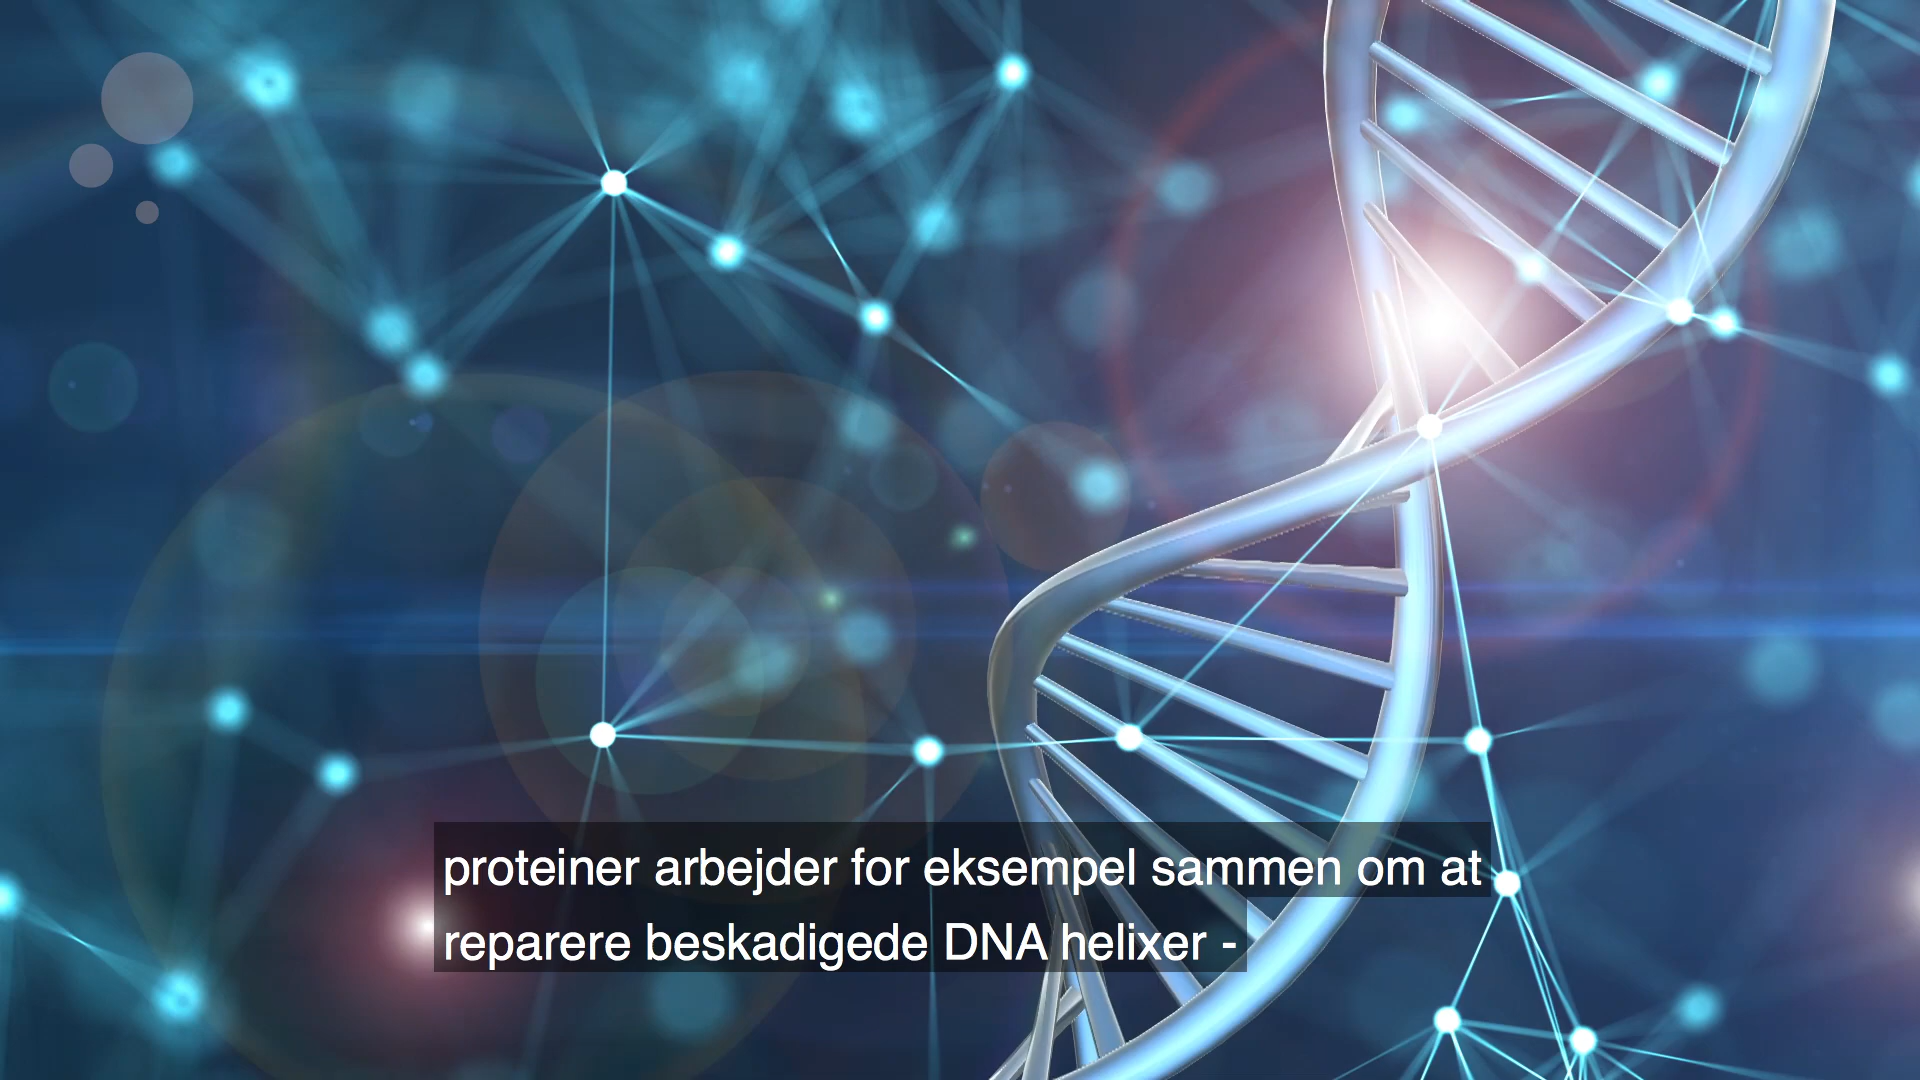 proteiner arbejder for eksempel sammen om at
reparere beskadigede DNA helixer -